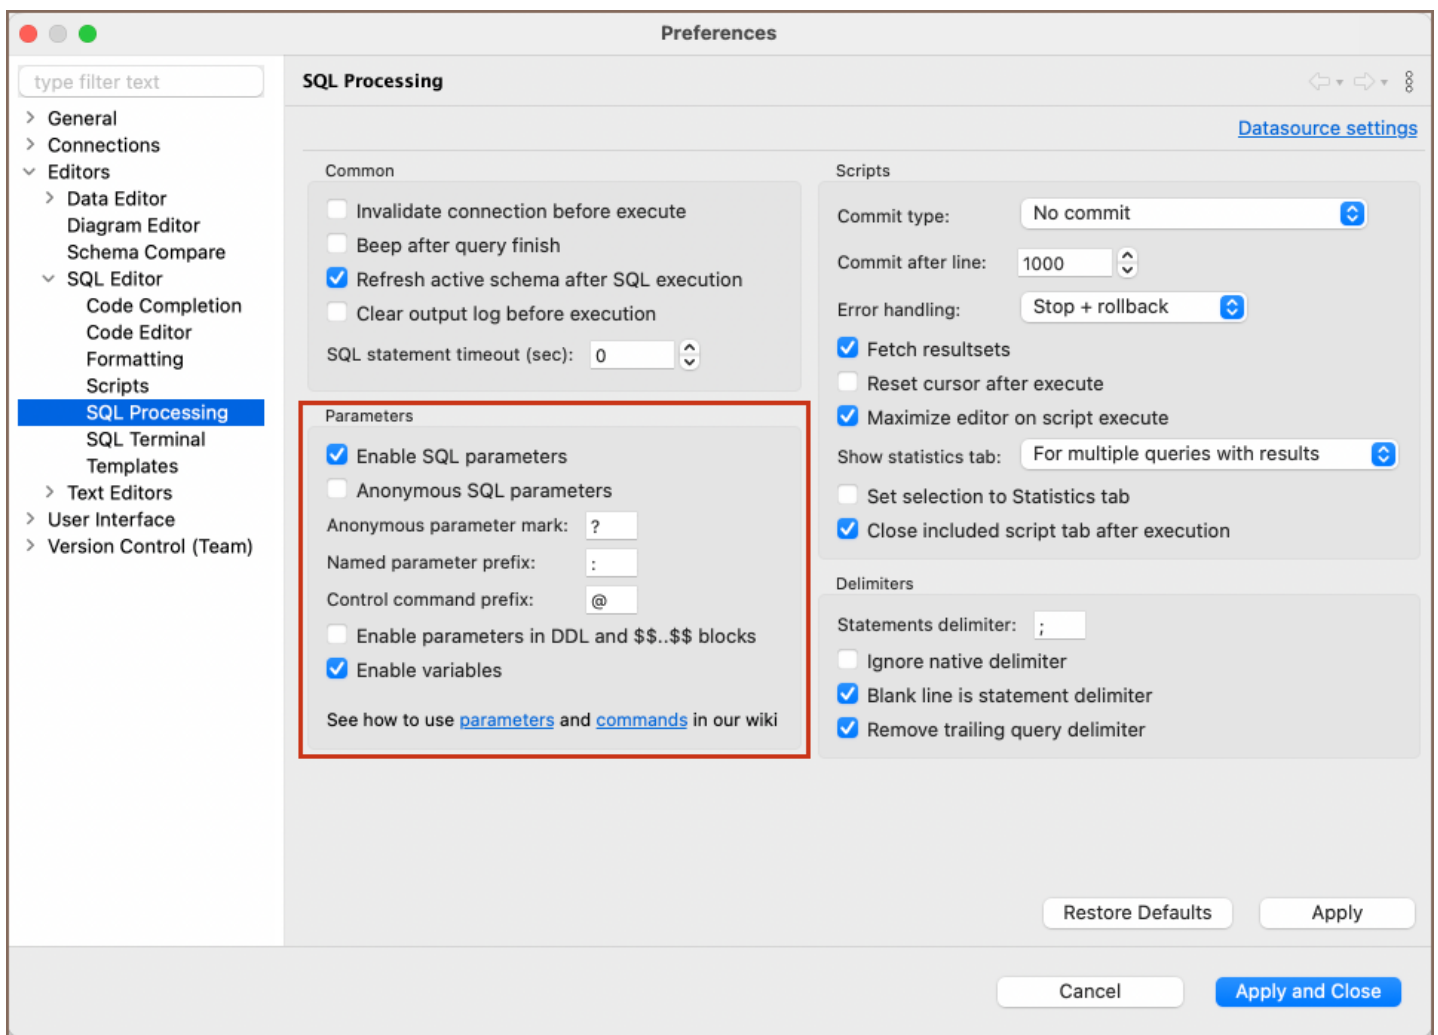 Preferences
type filter text
General
Connections
Editors
Data Editor
Diagram Editor
Schema Compare
SQL Editor
Code Completion
Code Editor
Formatting
Scripts
SQL Processing
SQL Terminal
Templates
Text Editors
User Interface
Version Control (Team)
SQL Processing
Datasource settings
Common
Invalidate connection before execute
Beep after query finish
Refresh active schema after SQL execution
Clear output log before execution
SQL statement timeout (sec): 0
Parameters
Enable SQL parameters
Anonymous SQL parameters
Anonymous parameter mark: ?
Named parameter prefix: :
Control command prefix: @
Enable parameters in DDL and $$..$$ blocks
Enable variables
See how to use parameters and commands in our wiki
Scripts
Commit type: No commit
Commit after line: 1000
Error handling: Stop + rollback
Fetch resultsets
Reset cursor after execute
Maximize editor on script execute
Show statistics tab: For multiple queries with results
Set selection to Statistics tab
Close included script tab after execution
Delimiters
Statements delimiter: ;
Ignore native delimiter
Blank line is statement delimiter
Remove trailing query delimiter
Restore Defaults
Apply
Cancel
Apply and Close